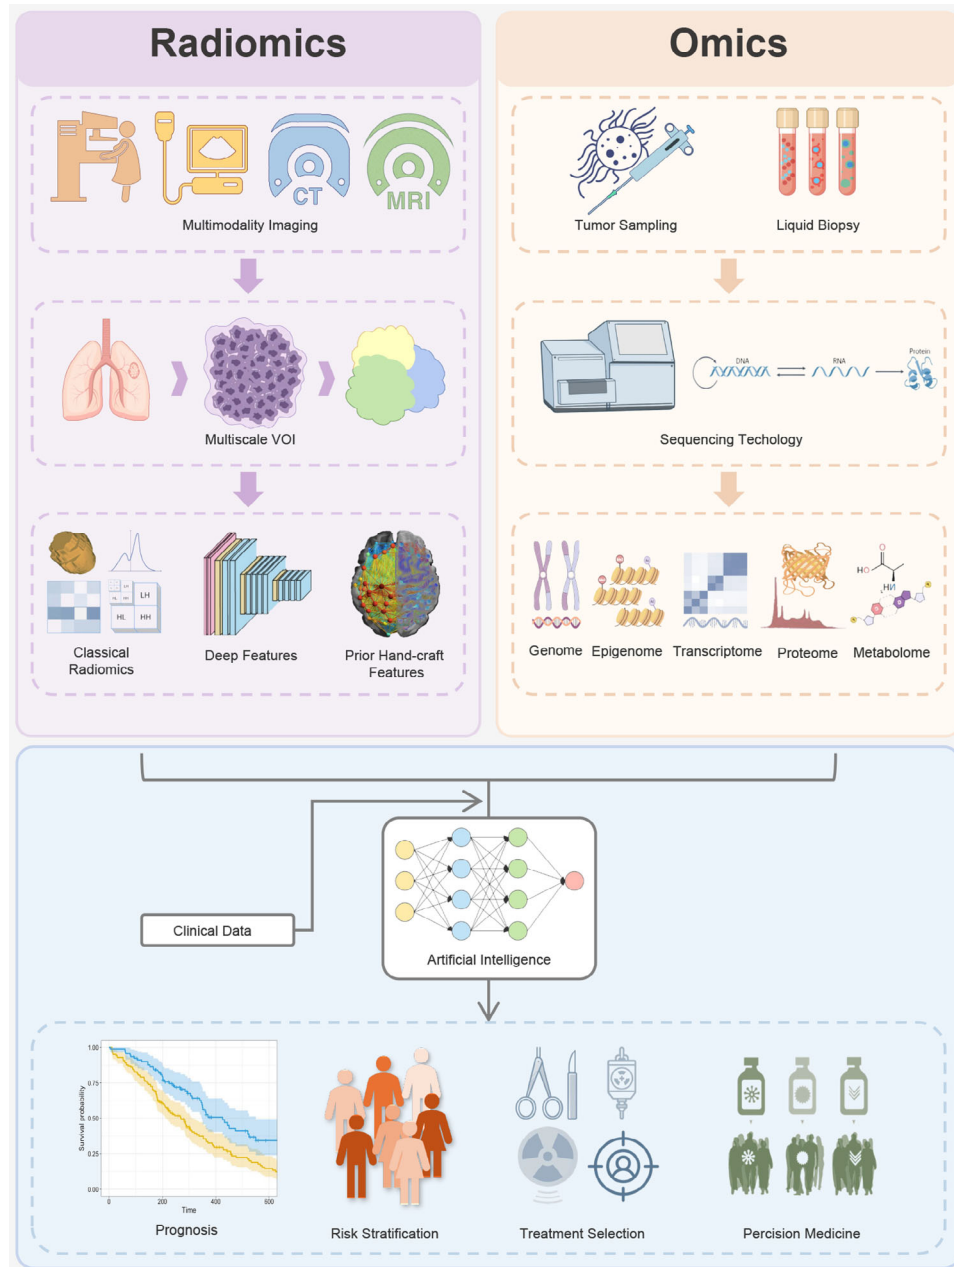 Radiomics
Omics
CT
MRI
Multimodality Imaging
Tumor Sampling
Liquid Biopsy
Multiscale VOI
DNA
RNA
Protein
Sequencing Techology
LH
HL
HH
Classical
Radiomics
Deep Features
Prior Hand-craft
Features
HO
O
HN
Genome
Epigenome
Transcriptome
Proteome
Metabolome
Clinical Data
Artificial Intelligence
Survival probability
1.00
0.75
0.50
0.25
0.00
0
200
400
600
Time
Prognosis
Risk Stratification
Treatment Selection
Percision Medicine